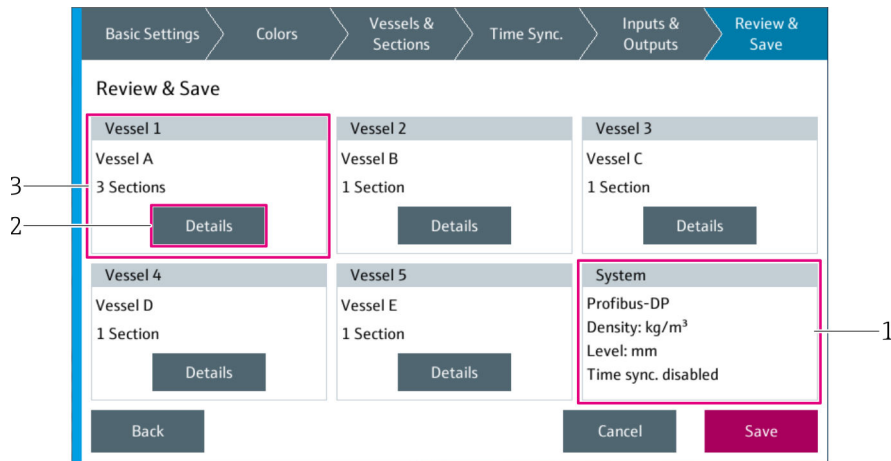 Basic Settings
Colors
Vessels &
Sections
Time Sync.
Inputs &
Outputs
Review &
Save
Review & Save
Vessel 1
Vessel A
3 Sections
Details
Vessel 2
Vessel B
1 Section
Details
Vessel 3
Vessel C
1 Section
Details
3
2
Vessel 4
Vessel D
1 Section
Details
Vessel 5
Vessel E
1 Section
Details
System
Profibus-DP
Density: kg/m³
Level: mm
Time sync. disabled
1
Back
Cancel
Save